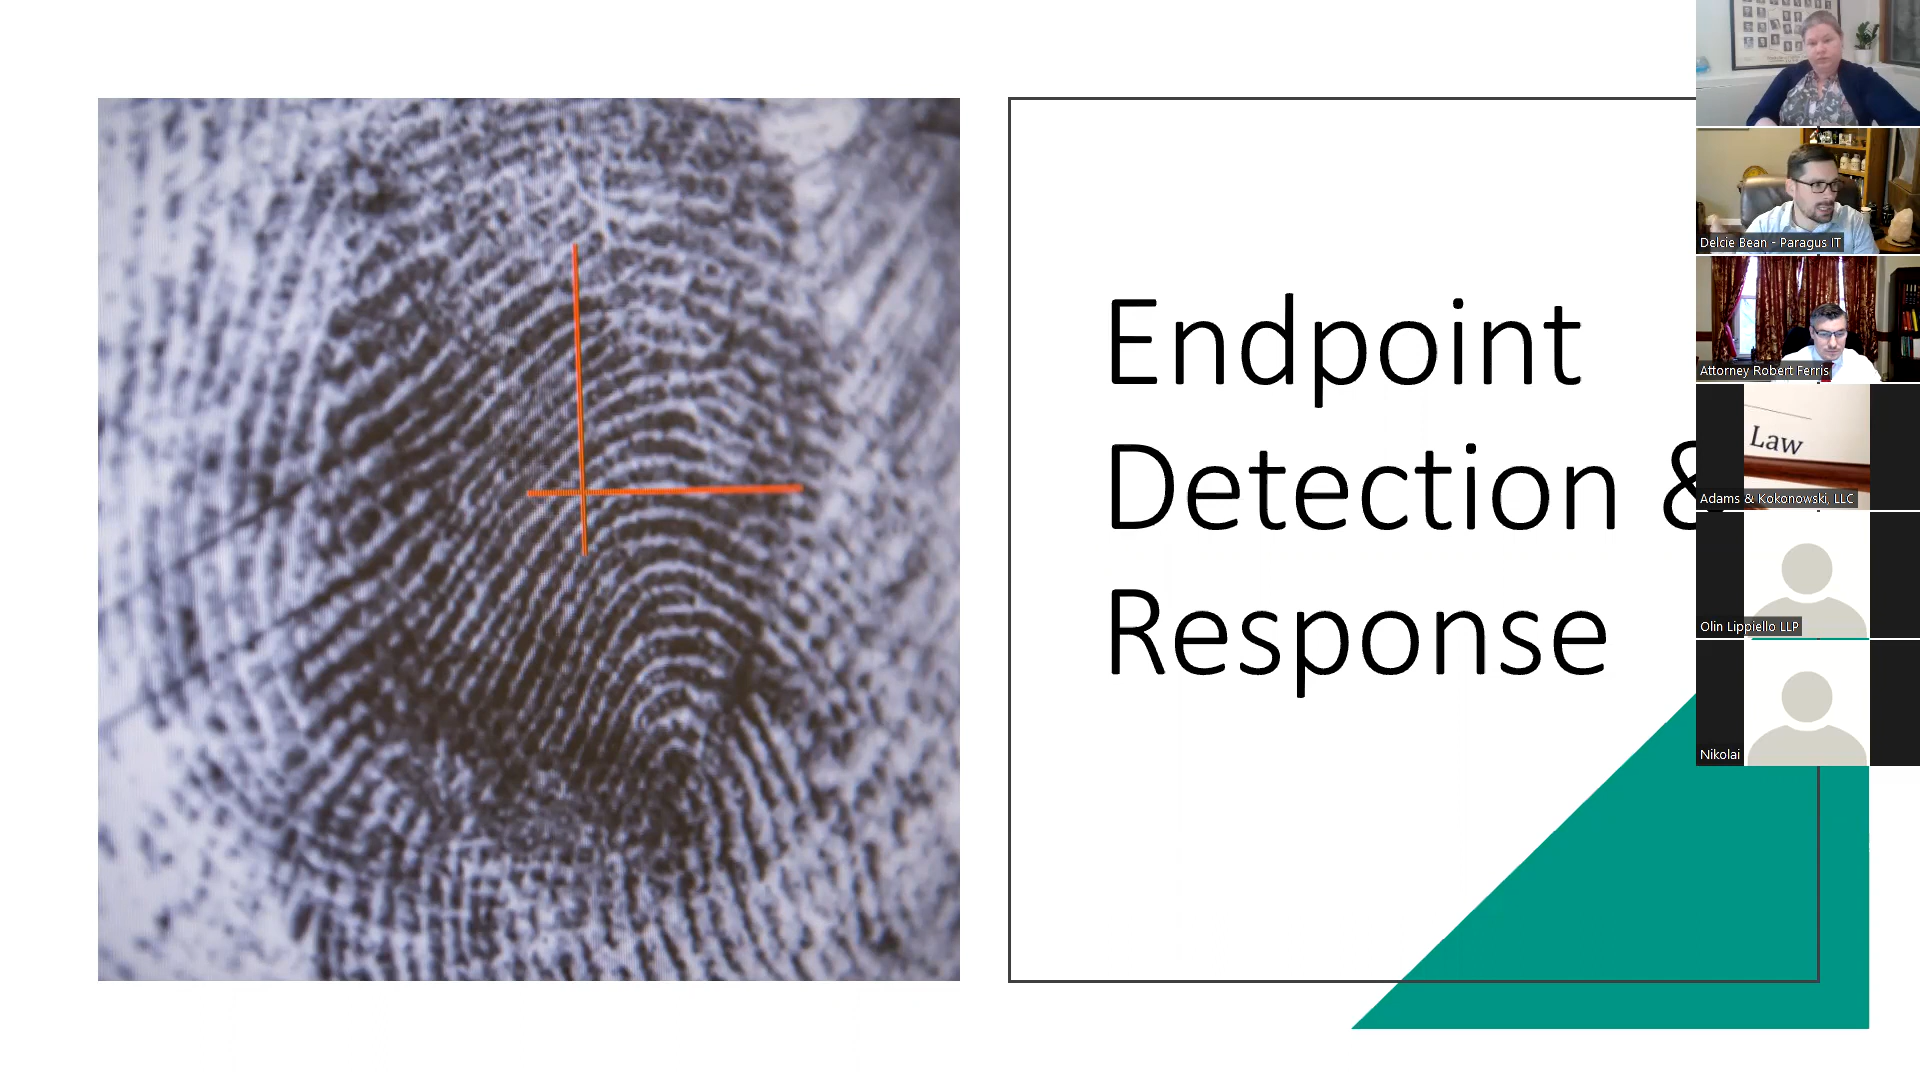 Endpoint
Detection &
Response
Delcie Bean - Paragus IT
Attorney Robert Ferris
Law
Adams & Kokonowski, LLC
Olin Lippiello LLP
Nikolai